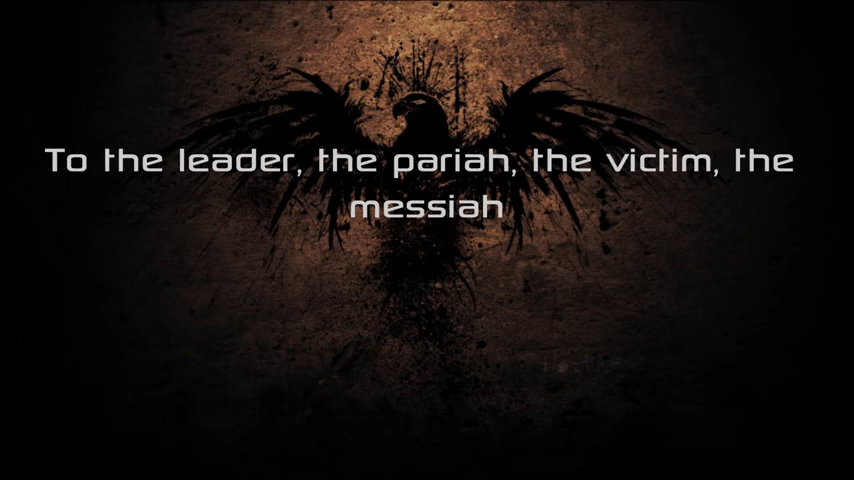 To the leader, the pariah, the victim, the
messiah